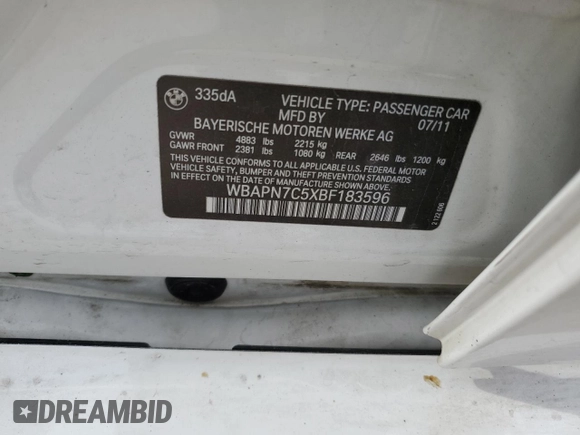 335dA VEHICLE TYPE: PASSENGER CAR
MFD BY 07/11
BAYERISCHE MOTOREN WERKE AG
GVWR 4883 lbs 2215 kg
GAWR FRONT 2381 lbs 1080 kg REAR 2646 lbs 1200 kg
THIS VEHICLE CONFORMS TO ALL APPLICABLE U.S. FEDERAL MOTOR
VEHICLE SAFETY, BUMPER AND THEFT PREVENTION STANDARDS IN
EFFECT ON THE DATE OF MANUFACTURE SHOWN ABOVE.
WBAPN7C5XBF183596
DREAMBID